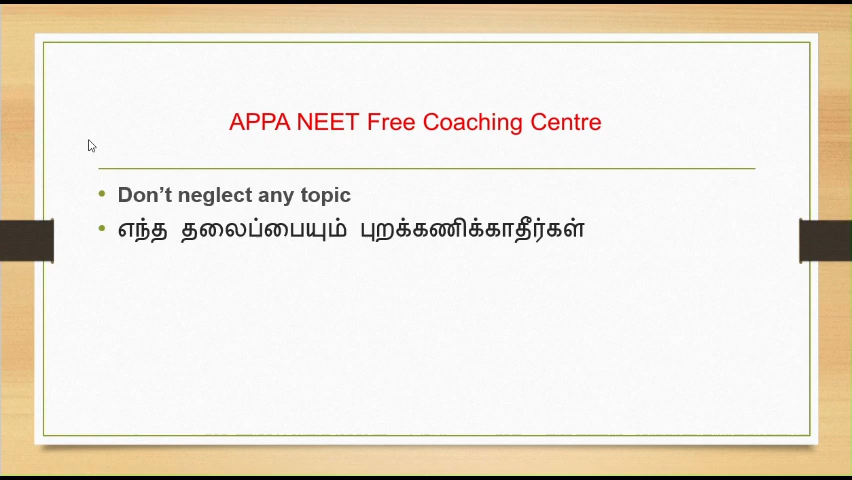 APPA NEET Free Coaching Centre
• Don’t neglect any topic
• எந்த தலைப்பையும் புறக்கணிக்காதீர்கள்